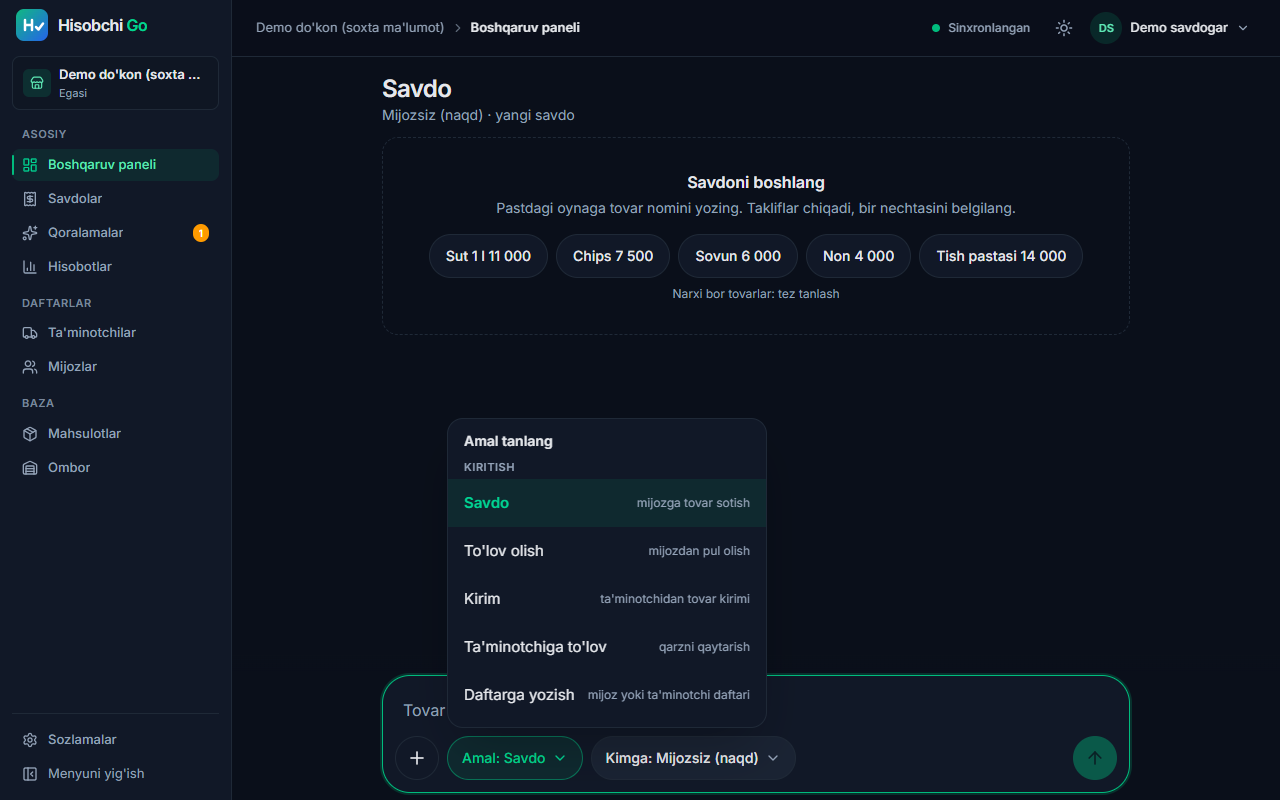 Hisobchi Go
Demo do'kon (soxta ma'lumot) > Boshqaruv paneli
Sinxronlangan
DS
Demo savdogar
Demo do'kon (soxta ...
Egasi
ASOSIY
Boshqaruv paneli
Savdolar
Qoralamalar
1
Hisobotlar
DAFTARLAR
Ta'minotchilar
Mijozlar
BAZA
Mahsulotlar
Ombor
Sozlamalar
Menyuni yig'ish
Savdo
Mijozsiz (naqd) · yangi savdo
Savdoni boshlang
Pastdagi oynaga tovar nomini yozing. Takliflar chiqadi, bir nechtasini belgilang.
Sut 1 l 11 000
Chips 7 500
Sovun 6 000
Non 4 000
Tish pastasi 14 000
Narxi bor tovarlar: tez tanlash
Amal tanlang
KIRITISH
Savdo mijozga tovar sotish
To'lov olish mijozdan pul olish
Kirim ta'minotchidan tovar kirimi
Ta'minotchiga to'lov qarzni qaytarish
Daftarga yozish mijoz yoki ta'minotchi daftari
Tovar
Amal: Savdo
Kimga: Mijozsiz (naqd)